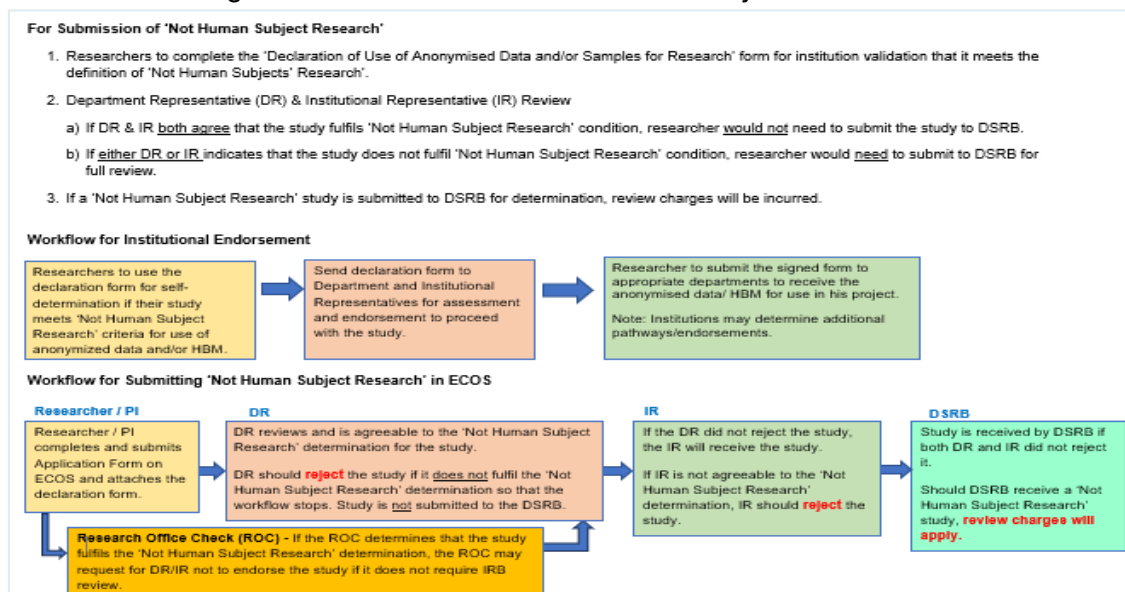 For Submission of 'Not Human Subject Research'
1. Researchers to complete the 'Declaration of Use of Anonymised Data and/or Samples for Research' form for institution validation that it meets the
definition of 'Not Human Subjects' Research'.
2. Department Representative (DR) & Institutional Representative (IR) Review
a) If DR & IR both agree that the study fulfils 'Not Human Subject Research' condition, researcher would not need to submit the study to DSRB.
b) If either DR or IR indicates that the study does not fulfil 'Not Human Subject Research' condition, researcher would need to submit to DSRB for
full review.
3. If a 'Not Human Subject Research' study is submitted to DSRB for determination, review charges will be incurred.
Workflow for Institutional Endorsement
Researchers to use the
declaration form for self-
determination if their study
meets 'Not Human Subject
Research' criteria for use of
anonymized data and/or HBM.
Send declaration form to
Department and Institutional
Representatives for assessment
and endorsement to proceed
with the study.
Researcher to submit the signed form to
appropriate departments to receive the
anonymised data/ HBM for use in his project.
Note: Institutions may determine additional
pathways/endorsements.
Workflow for Submitting 'Not Human Subject Research' in ECOS
Researcher / PI
Researcher / PI
completes and submits
Application Form on
ECOS and attaches the
declaration form.
DR
DR reviews and is agreeable to the 'Not Human Subject
Research' determination for the study.
DR should reject the study if it does not fulfil the 'Not
Human Subject Research' determination so that the
workflow stops. Study is not submitted to the DSRB.
IR
If the DR did not reject the study,
the IR will receive the study.
If IR is not agreeable to the 'Not
Human Subject Research'
determination, IR should reject the
study.
DSRB
Study is received by DSRB if
both DR and IR did not reject
it.
Should DSRB receive a 'Not
Human Subject Research'
study, review charges will
apply.
Research Office Check (ROC) - If the ROC determines that the study
fulfils the 'Not Human Subject Research' determination, the ROC may
request for DR/IR not to endorse the study if it does not require IRB
review.